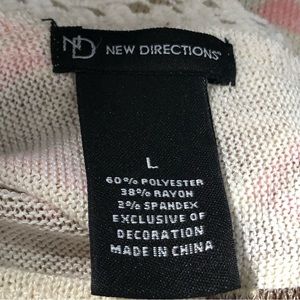 ND NEW DIRECTIONS®
L
60% POLYESTER
38% RAYON
2% SPANDEX
EXCLUSIVE OF
DECORATION
MADE IN CHINA